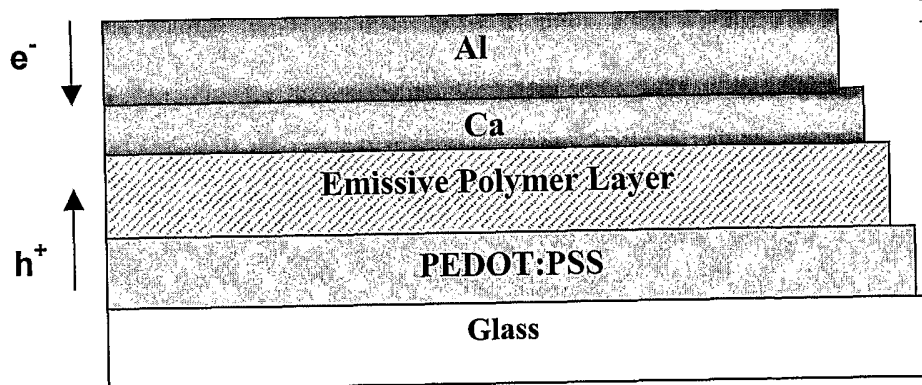 Al
e⁻
Ca
Emissive Polymer Layer
h⁺
PEDOT:PSS
Glass